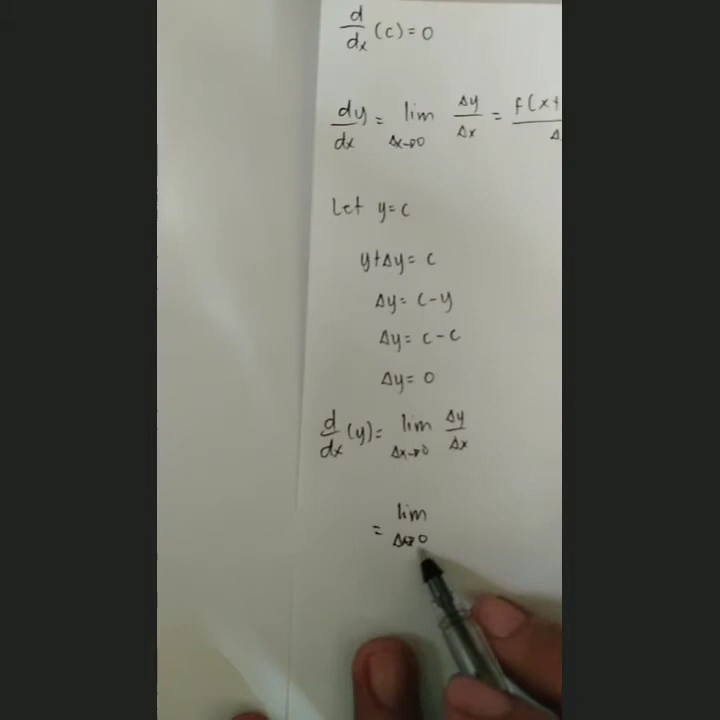 d/dx (c) = 0
dy/dx = lim Δx→0 Δy/Δx = f(x+ / Δ
Let y = c
y+Δy = c
Δy = c - y
Δy = c - c
Δy = 0
d/dx (y) = lim Δx→0 Δy/Δx
= lim Δx→0